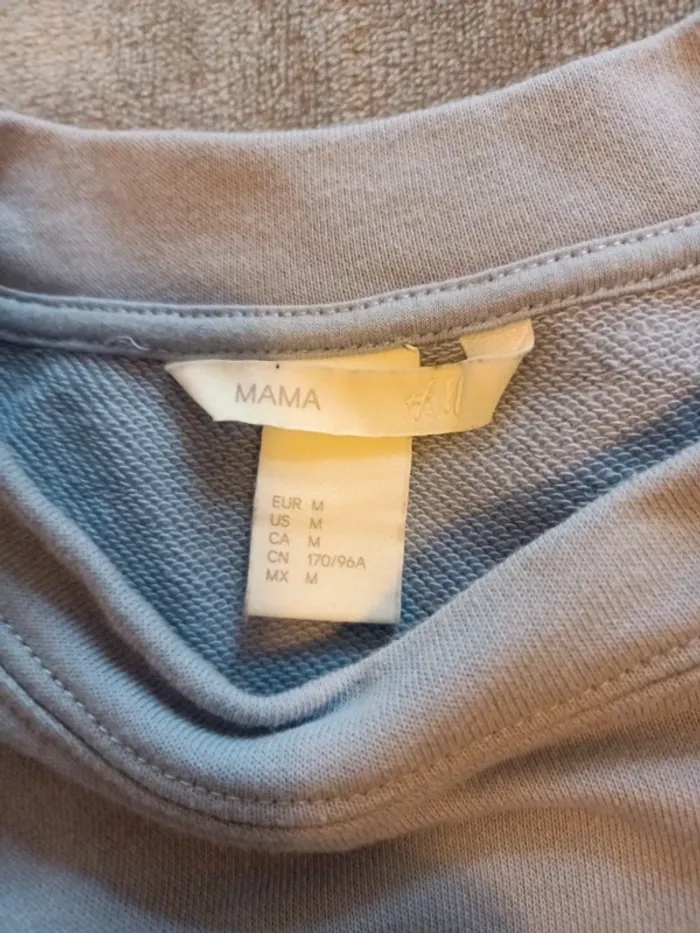 MAMA H&M
EUR M
US M
CA M
CN 170/96A
MX M